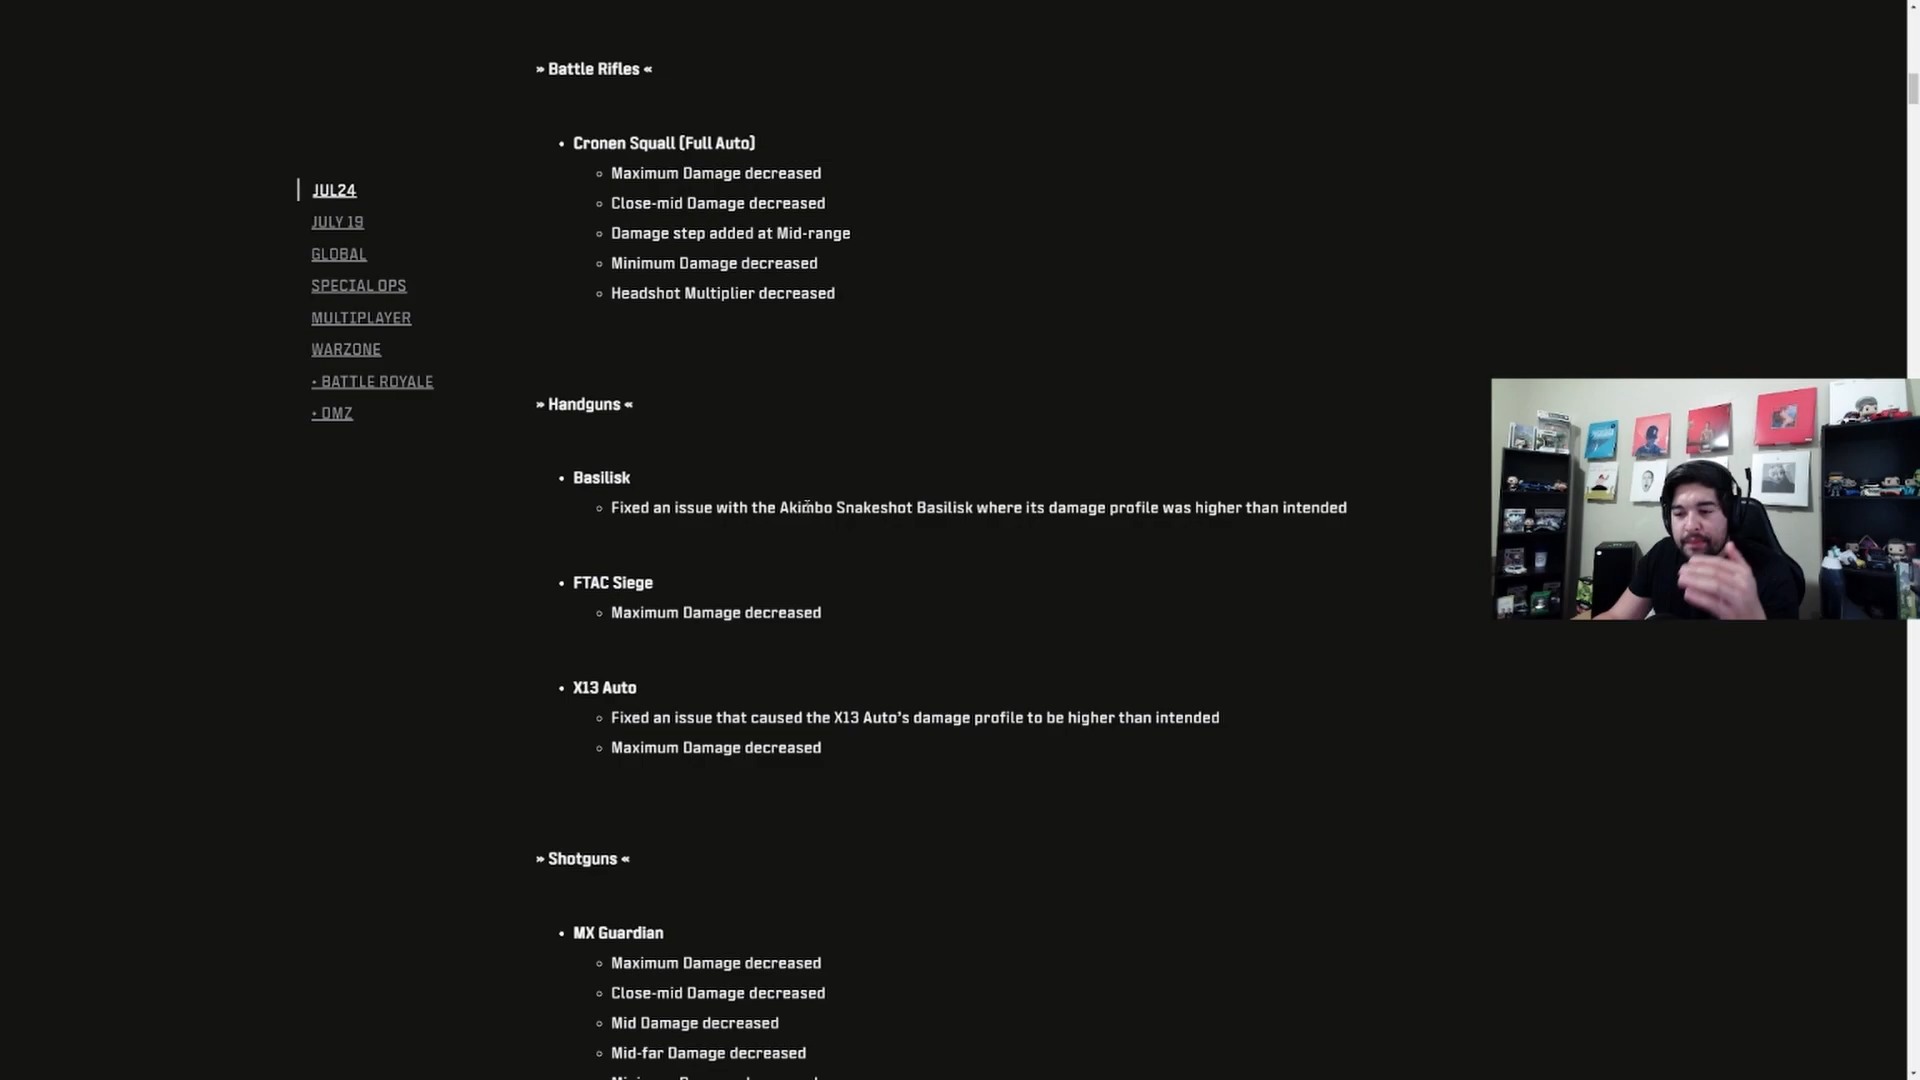 » Battle Rifles «
• Cronen Squall (Full Auto)
◦ Maximum Damage decreased
◦ Close-mid Damage decreased
◦ Damage step added at Mid-range
◦ Minimum Damage decreased
◦ Headshot Multiplier decreased
JUL24
JULY 19
GLOBAL
SPECIAL OPS
MULTIPLAYER
WARZONE
• BATTLE ROYALE
• DMZ
» Handguns «
• Basilisk
◦ Fixed an issue with the Akimbo Snakeshot Basilisk where its damage profile was higher than intended
• FTAC Siege
◦ Maximum Damage decreased
• X13 Auto
◦ Fixed an issue that caused the X13 Auto’s damage profile to be higher than intended
◦ Maximum Damage decreased
» Shotguns «
• MX Guardian
◦ Maximum Damage decreased
◦ Close-mid Damage decreased
◦ Mid Damage decreased
◦ Mid-far Damage decreased